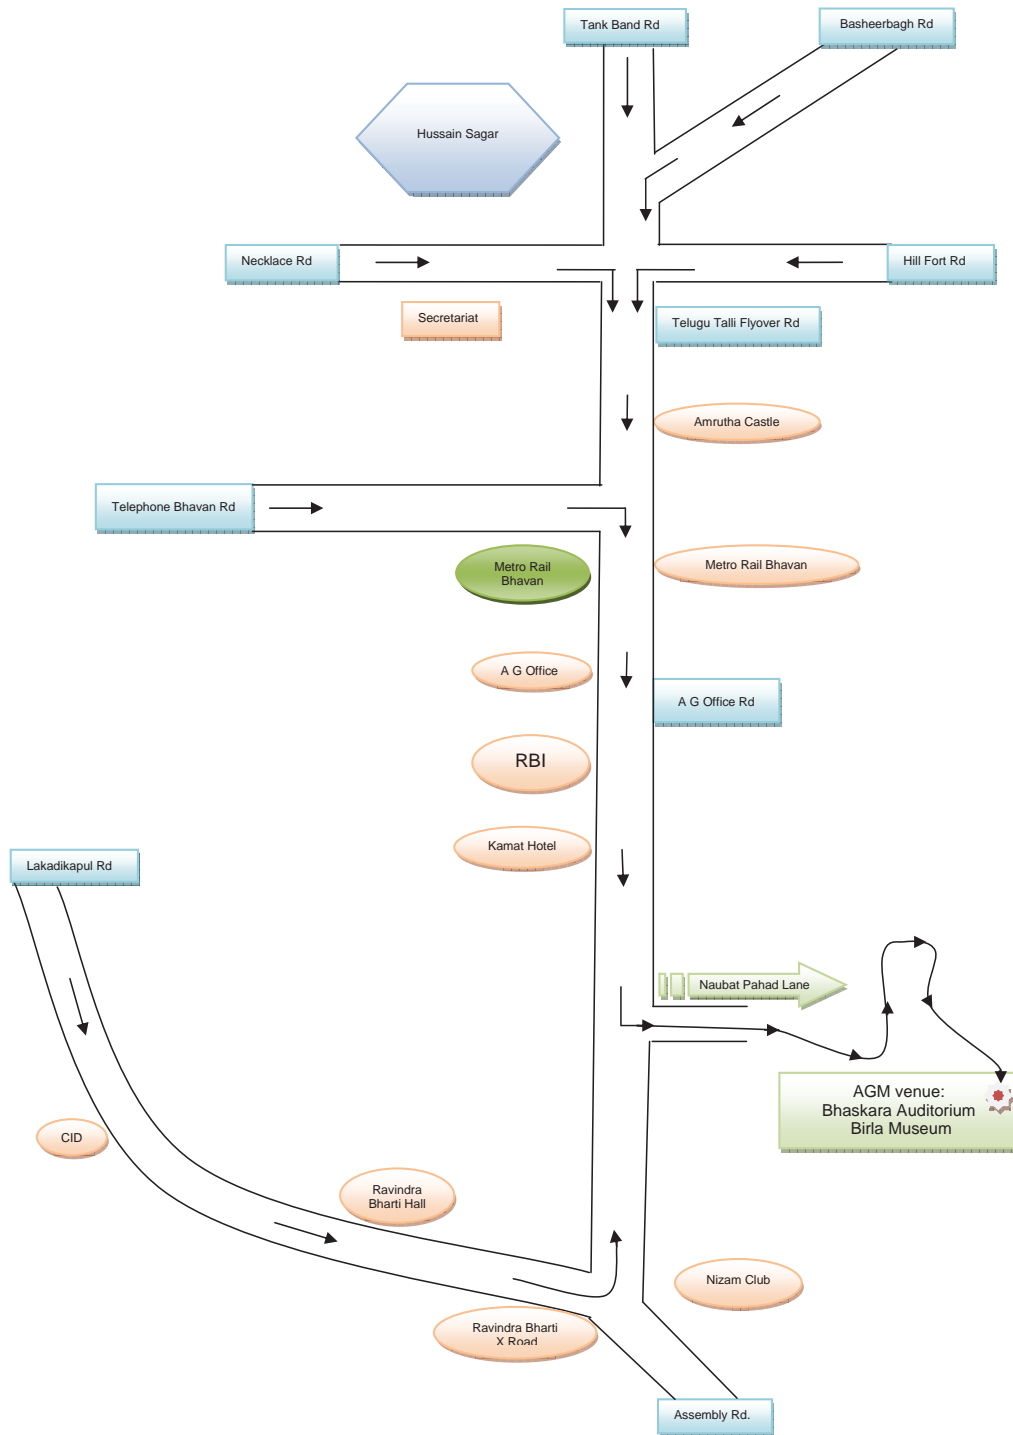 Tank Band Rd
Basheerbagh Rd
Hussain Sagar
Necklace Rd
Hill Fort Rd
Secretariat
Telugu Talli Flyover Rd
Amrutha Castle
Telephone Bhavan Rd
Metro Rail
Bhavan
Metro Rail Bhavan
A G Office
A G Office Rd
RBI
Kamat Hotel
Lakadikapul Rd
Naubat Pahad Lane
AGM venue:
Bhaskara Auditorium
Birla Museum
CID
Ravindra
Bharti Hall
Nizam Club
Ravindra Bharti
X Road
Assembly Rd.